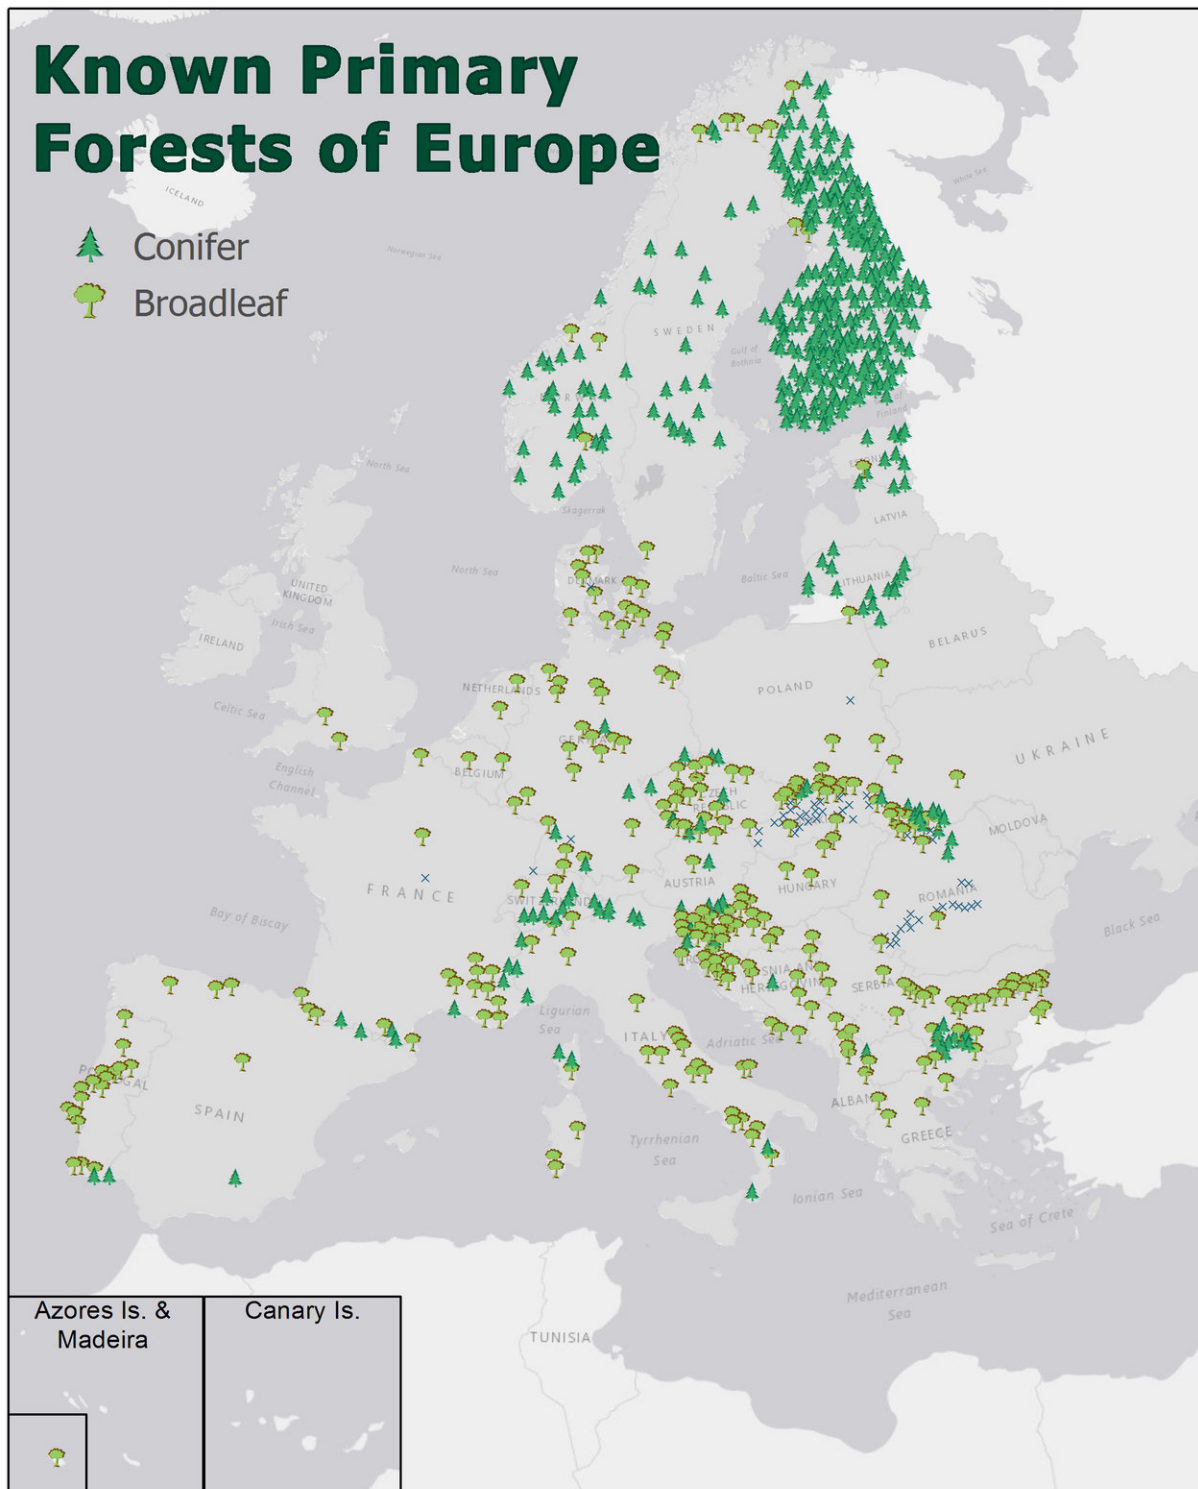 Known Primary
Forests of Europe
Conifer
Broadleaf
ICELAND
White Sea
Norwegian Sea
SWEDEN
Gulf of
Bothnia
Finland
North Sea
Skagerrak
LATVIA
UNITED
KINGDOM
North Sea
DENMARK
Baltic Sea
LITHUANIA
Irish Sea
IRELAND
BELARUS
NETHERLANDS
POLAND
Celtic Sea
UKRAINE
English
Channel
BELGIUM
CZECH
REPUBLIC
MOLDOVA
FRANCE
AUSTRIA
HUNGARY
ROMANIA
Bay of Biscay
Black Sea
SERBIA
Ligurian
Sea
ITALY
Adriatic Sea
SPAIN
GREECE
Tyrrhenian
Sea
Ionian Sea
Sea of Crete
Mediterranean
Sea
Azores Is. &
Madeira
Canary Is.
TUNISIA